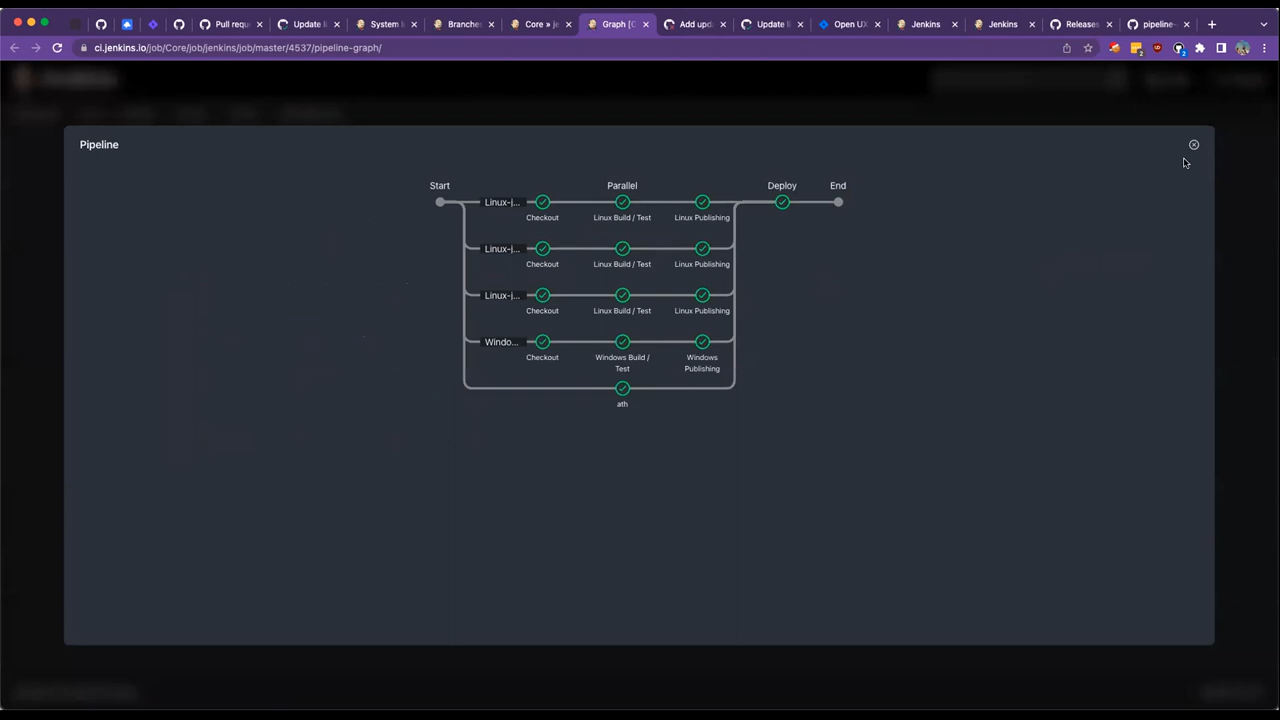 Pull reque
Update li
System I
Branches
Core » je
Graph [C
Add upda
Update li
Open UX
Jenkins
Jenkins
Releases
pipeline-
ci.jenkins.io/job/Core/job/jenkins/job/master/4537/pipeline-graph/
Pipeline
Start
Parallel
Deploy
End
Linux-j...
Checkout
Linux Build / Test
Linux Publishing
Linux-j...
Checkout
Linux Build / Test
Linux Publishing
Linux-j...
Checkout
Linux Build / Test
Linux Publishing
Windo...
Checkout
Windows Build /
Test
Windows
Publishing
ath